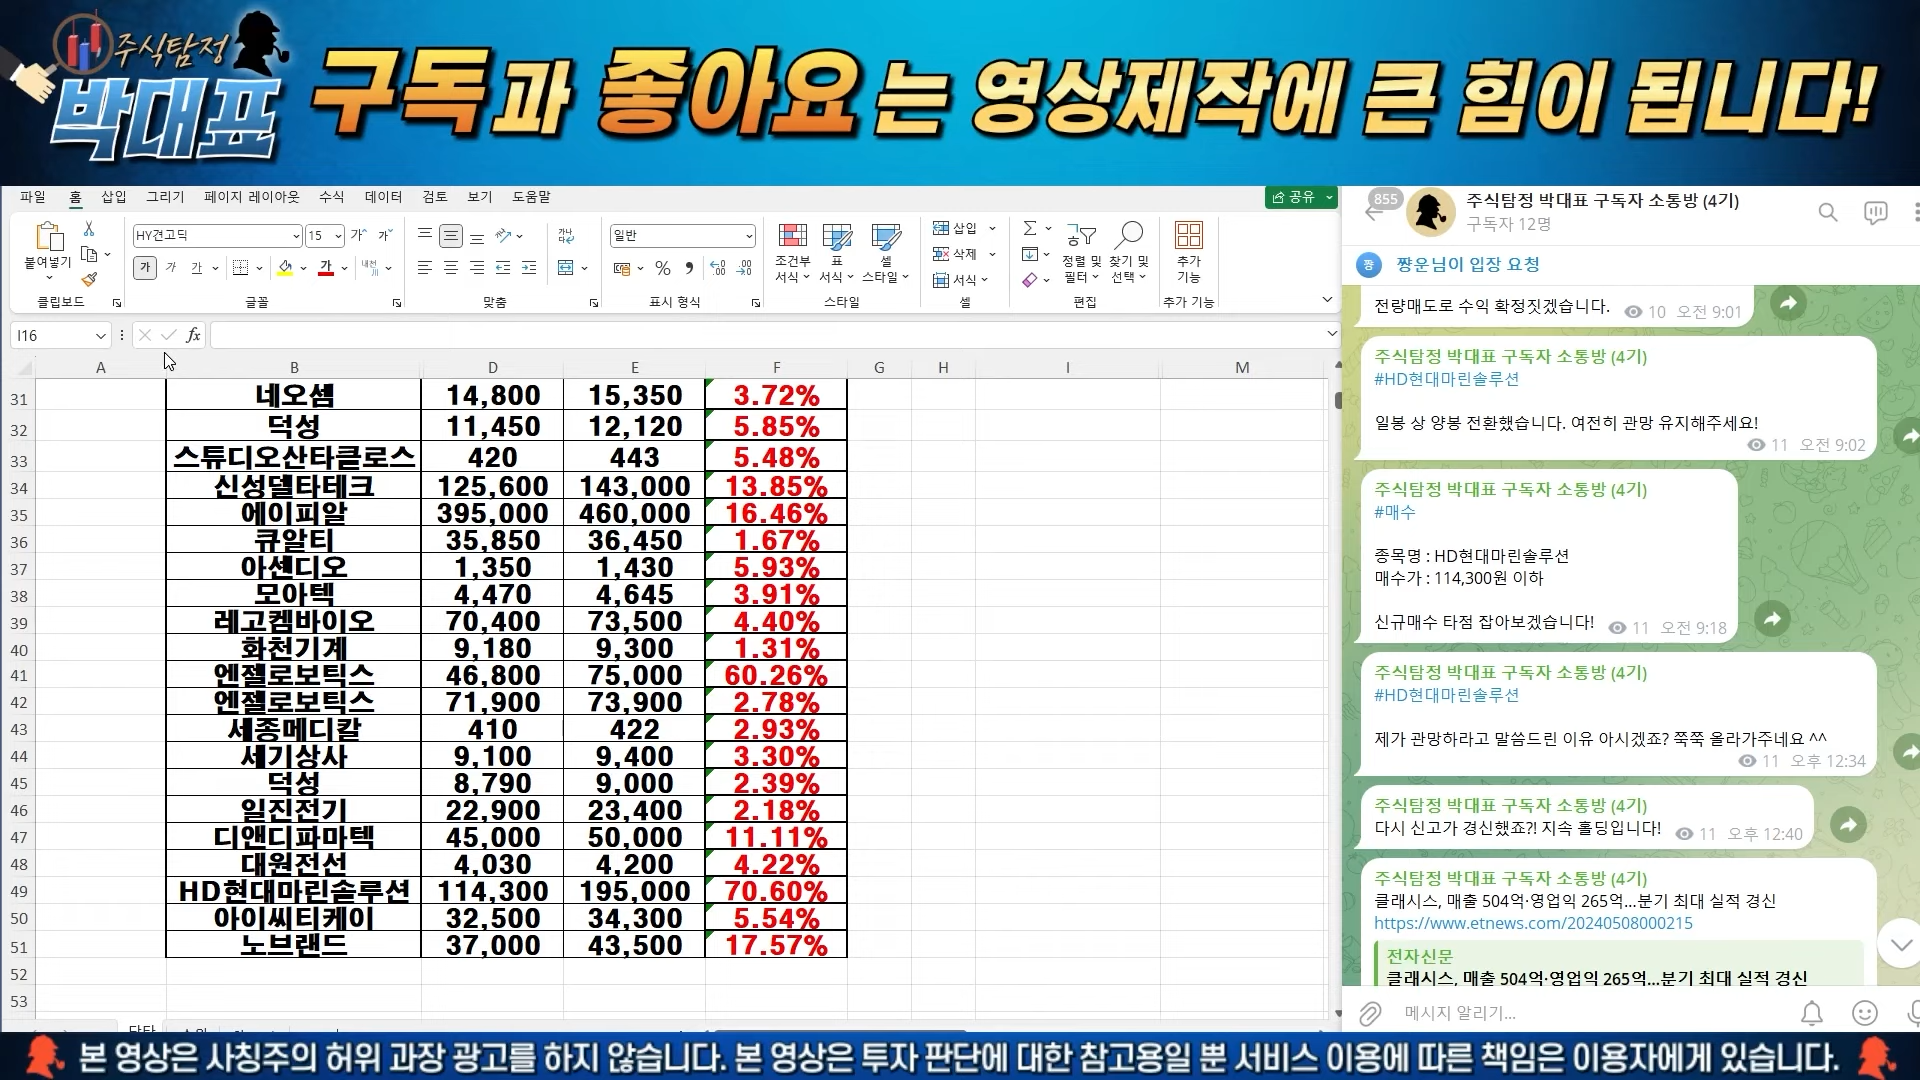 주식탐정
박대표
구독과 좋아요는 영상제작에 큰 힘이 됩니다!
파일 홈 삽입 그리기 페이지 레이아웃 수식 데이터 검토 보기 도움말 공유
붙여넣기
HY견고딕 15 가 가
가 가 가 가 내천
가나다
일반
% 9
조건부 서식
표 서식
셀 스타일
삽입
삭제
서식
정렬 및 필터
찾기 및 선택
추가 기능
클립보드 글꼴 맞춤 표시 형식 스타일 셀 편집 추가 기능
I16 fx
A B D E F G H I M
31 네오셈 14,800 15,350 3.72%
32 덕성 11,450 12,120 5.85%
33 스튜디오산타클로스 420 443 5.48%
34 신성델타테크 125,600 143,000 13.85%
35 에이피알 395,000 460,000 16.46%
36 큐알티 35,850 36,450 1.67%
37 아센디오 1,350 1,430 5.93%
38 모아텍 4,470 4,645 3.91%
39 레고켐바이오 70,400 73,500 4.40%
40 화천기계 9,180 9,300 1.31%
41 엔젤로보틱스 46,800 75,000 60.26%
42 엔젤로보틱스 71,900 73,900 2.78%
43 세종메디칼 410 422 2.93%
44 세기상사 9,100 9,400 3.30%
45 덕성 8,790 9,000 2.39%
46 일진전기 22,900 23,400 2.18%
47 디앤디파마텍 45,000 50,000 11.11%
48 대원전선 4,030 4,200 4.22%
49 HD현대마린솔루션 114,300 195,000 70.60%
50 아이씨티케이 32,500 34,300 5.54%
51 노브랜드 37,000 43,500 17.57%
52
53
855
주식탐정 박대표 구독자 소통방 (4기)
구독자 12명
짱 짱운님이 입장 요청
전량매도로 수익 확정짓겠습니다. 10 오전 9:01
주식탐정 박대표 구독자 소통방 (4기)
#HD현대마린솔루션
일봉 상 양봉 전환했습니다. 여전히 관망 유지해주세요!
11 오전 9:02
주식탐정 박대표 구독자 소통방 (4기)
#매수
종목명 : HD현대마린솔루션
매수가 : 114,300원 이하
신규매수 타점 잡아보겠습니다! 11 오전 9:18
주식탐정 박대표 구독자 소통방 (4기)
#HD현대마린솔루션
제가 관망하라고 말씀드린 이유 아시겠죠? 쭉쭉 올라가주네요 ^^
11 오후 12:34
주식탐정 박대표 구독자 소통방 (4기)
다시 신고가 경신했죠?! 지속 홀딩입니다! 11 오후 12:40
주식탐정 박대표 구독자 소통방 (4기)
클래시스, 매출 504억·영업익 265억...분기 최대 실적 경신
https://www.etnews.com/20240508000215
전자신문
클래시스, 매출 504억·영업익 265억...분기 최대 실적 경신
메시지 알리기...
본 영상은 사칭주의 허위 과장 광고를 하지 않습니다. 본 영상은 투자 판단에 대한 참고용일 뿐 서비스 이용에 따른 책임은 이용자에게 있습니다.